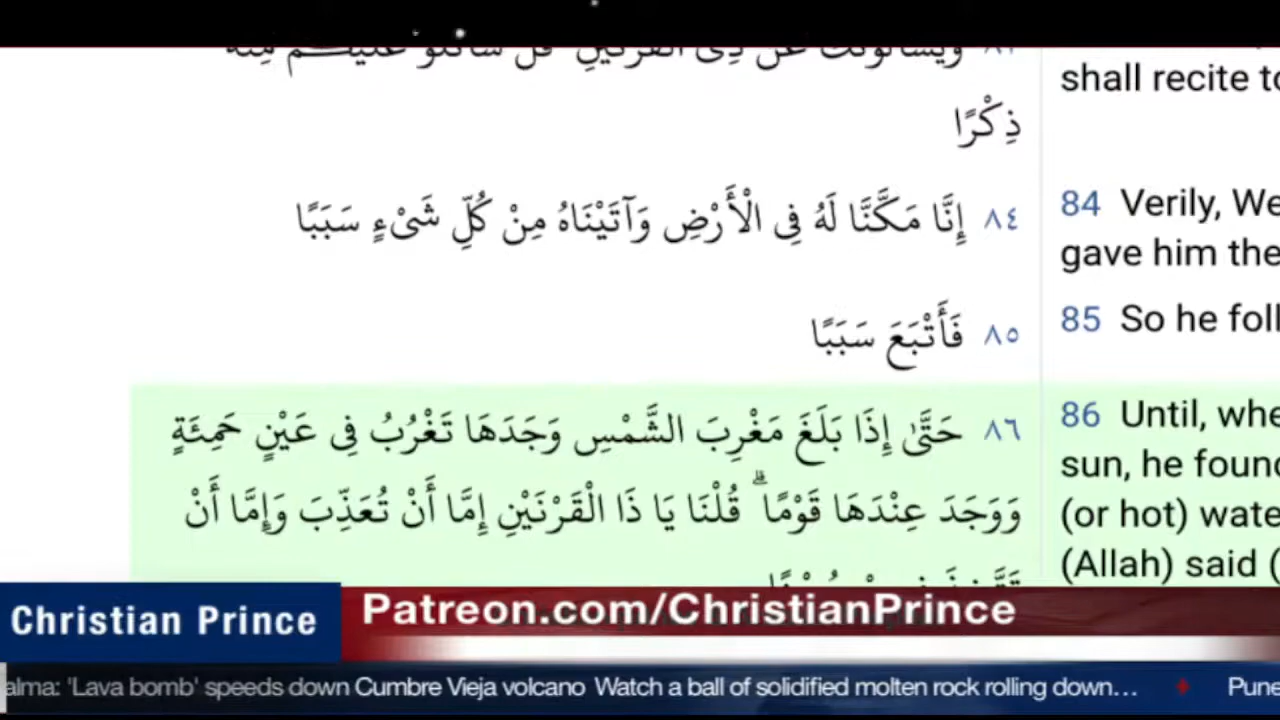 shall recite to
ذِكْرًا
٨٤ إِنَّا مَكَّنَّا لَهُ فِى الْأَرْضِ وَآتَيْنَاهُ مِنْ كُلِّ شَىْءٍ سَبَبًا
84 Verily, We
gave him the
٨٥ فَأَتْبَعَ سَبَبًا
85 So he foll
٨٦ حَتَّىٰ إِذَا بَلَغَ مَغْرِبَ الشَّمْسِ وَجَدَهَا تَغْرُبُ فِى عَيْنٍ حَمِئَةٍ
وَوَجَدَ عِنْدَهَا قَوْمًا ۗ قُلْنَا يَا ذَا الْقَرْنَيْنِ إِمَّا أَنْ تُعَذِّبَ وَإِمَّا أَنْ
86 Until, whe
sun, he foun
(or hot) wate
(Allah) said (
Christian Prince
Patreon.com/ChristianPrince
alma: 'Lava bomb' speeds down Cumbre Vieja volcano Watch a ball of solidified molten rock rolling down... Pune